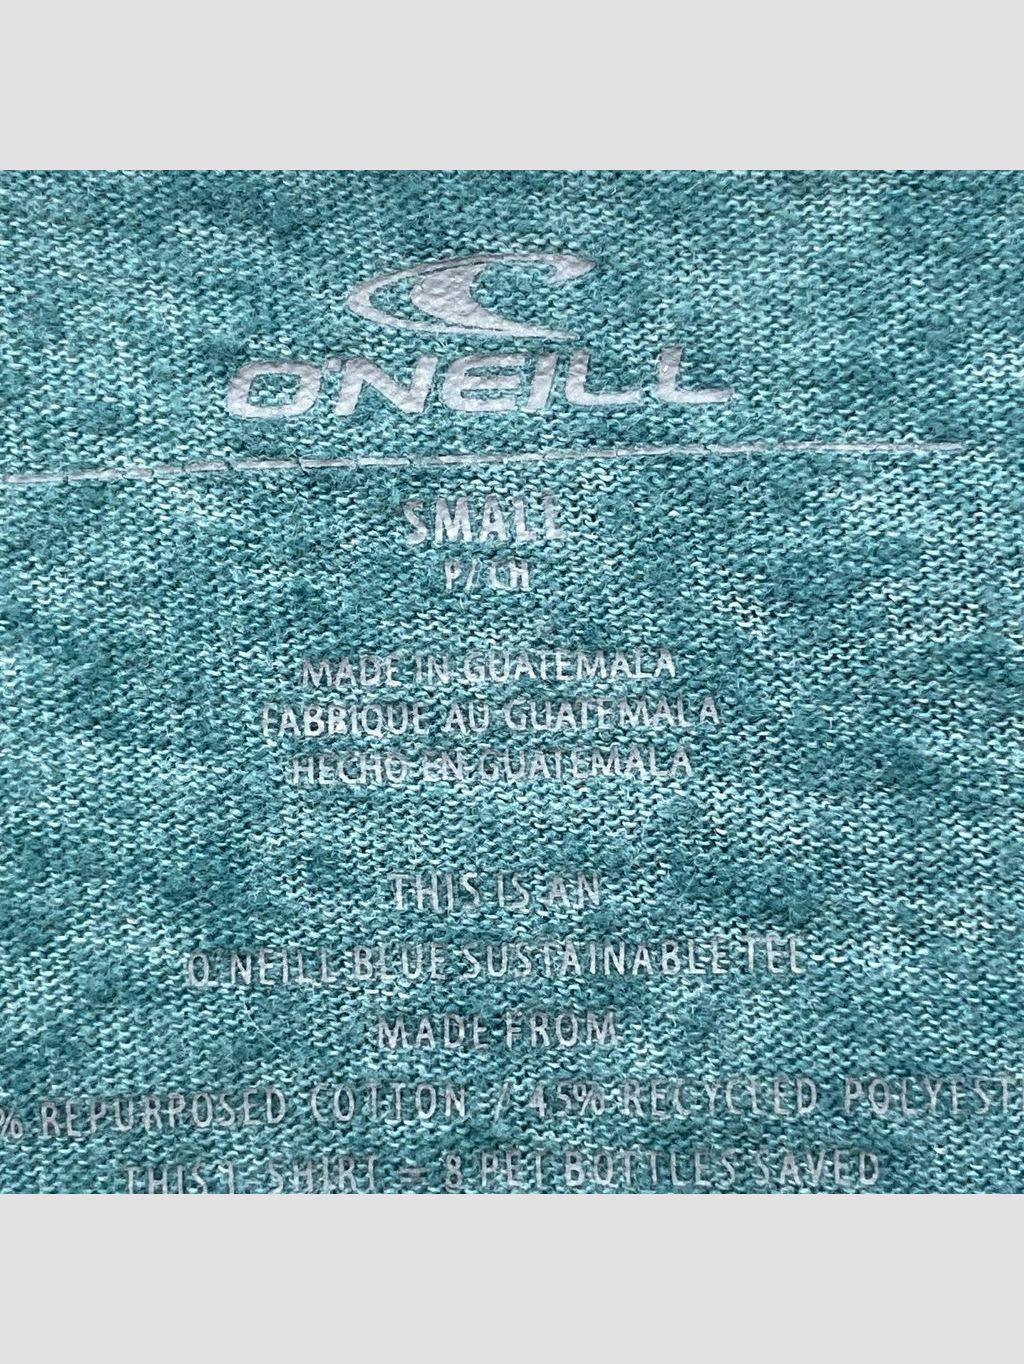 O'NEILL
SMALL
P/CH
MADE IN GUATEMALA
FABRIQUE AU GUATEMALA
HECHO EN GUATEMALA
THIS IS AN
O'NEILL BLUE SUSTAINABLE TEE
MADE FROM
% REPURPOSED COTTON / 45% RECYCLED POLYEST
THIS T-SHIRT = 8 PET BOTTLES SAVED